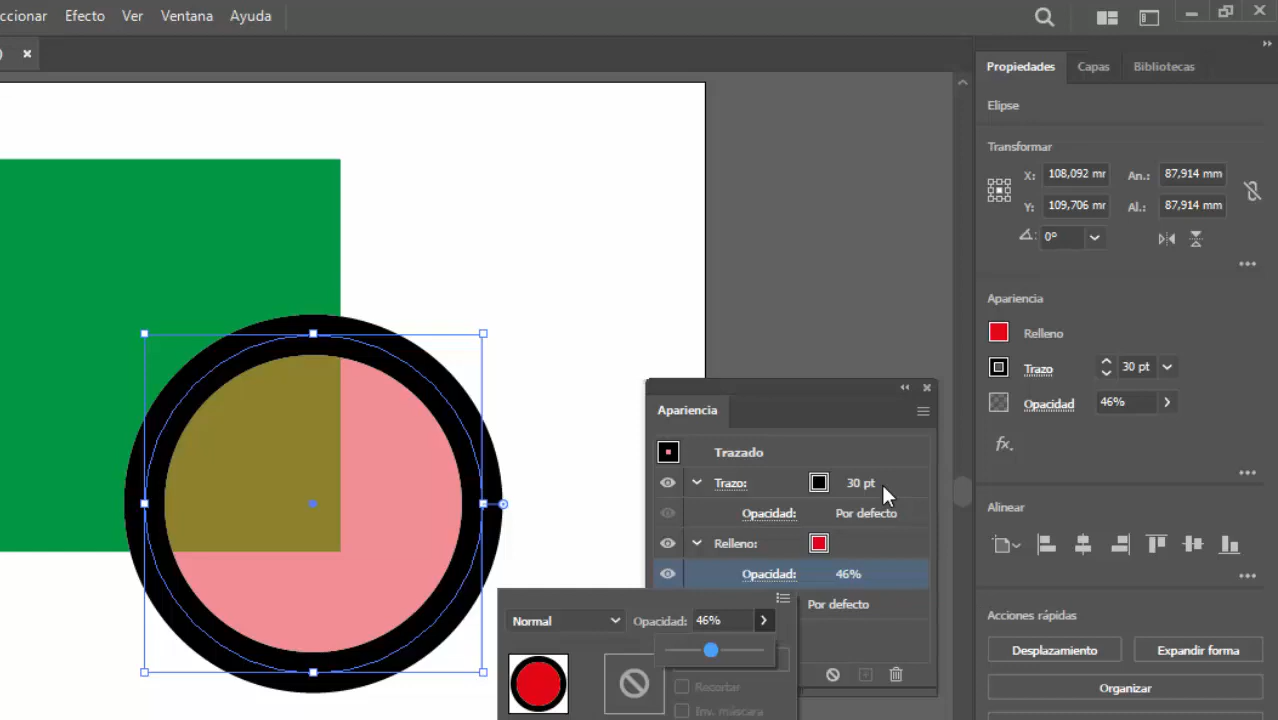 ccionar Efecto Ver Ventana Ayuda
Propiedades Capas Bibliotecas
Elipse
Transformar
X: 108,092 mr An.: 87,914 mm
Y: 109,706 mr Al.: 87,914 mm
0°
Apariencia
Relleno
Trazo 30 pt
Opacidad 46%
fx.
Apariencia
Trazado
Trazo: 30 pt
Opacidad: Por defecto
Relleno:
Opacidad: 46%
Por defecto
Normal Opacidad: 46%
Recortar
Inv. máscara
Alinear
Acciones rápidas
Desplazamiento Expandir forma
Organizar